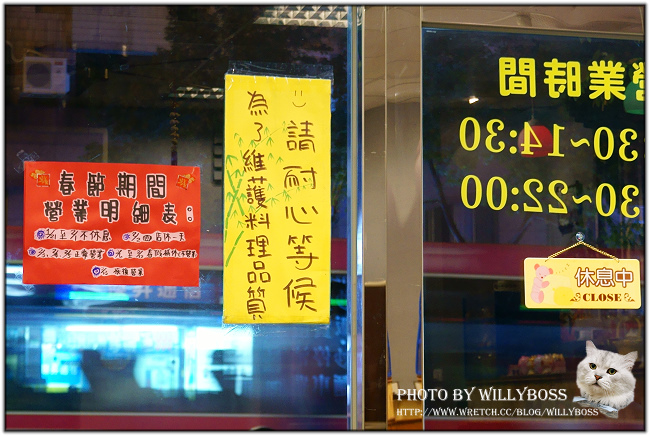 春節期間
營業明細表：
為了維護料理品質
請耐心等候
營業時間
30~14:30
30~22:00
休息中
CLOSE
PHOTO BY WILLYBOSS
HTTP://WWW.WRETCH.CC/BLOG/WILLYBOSS